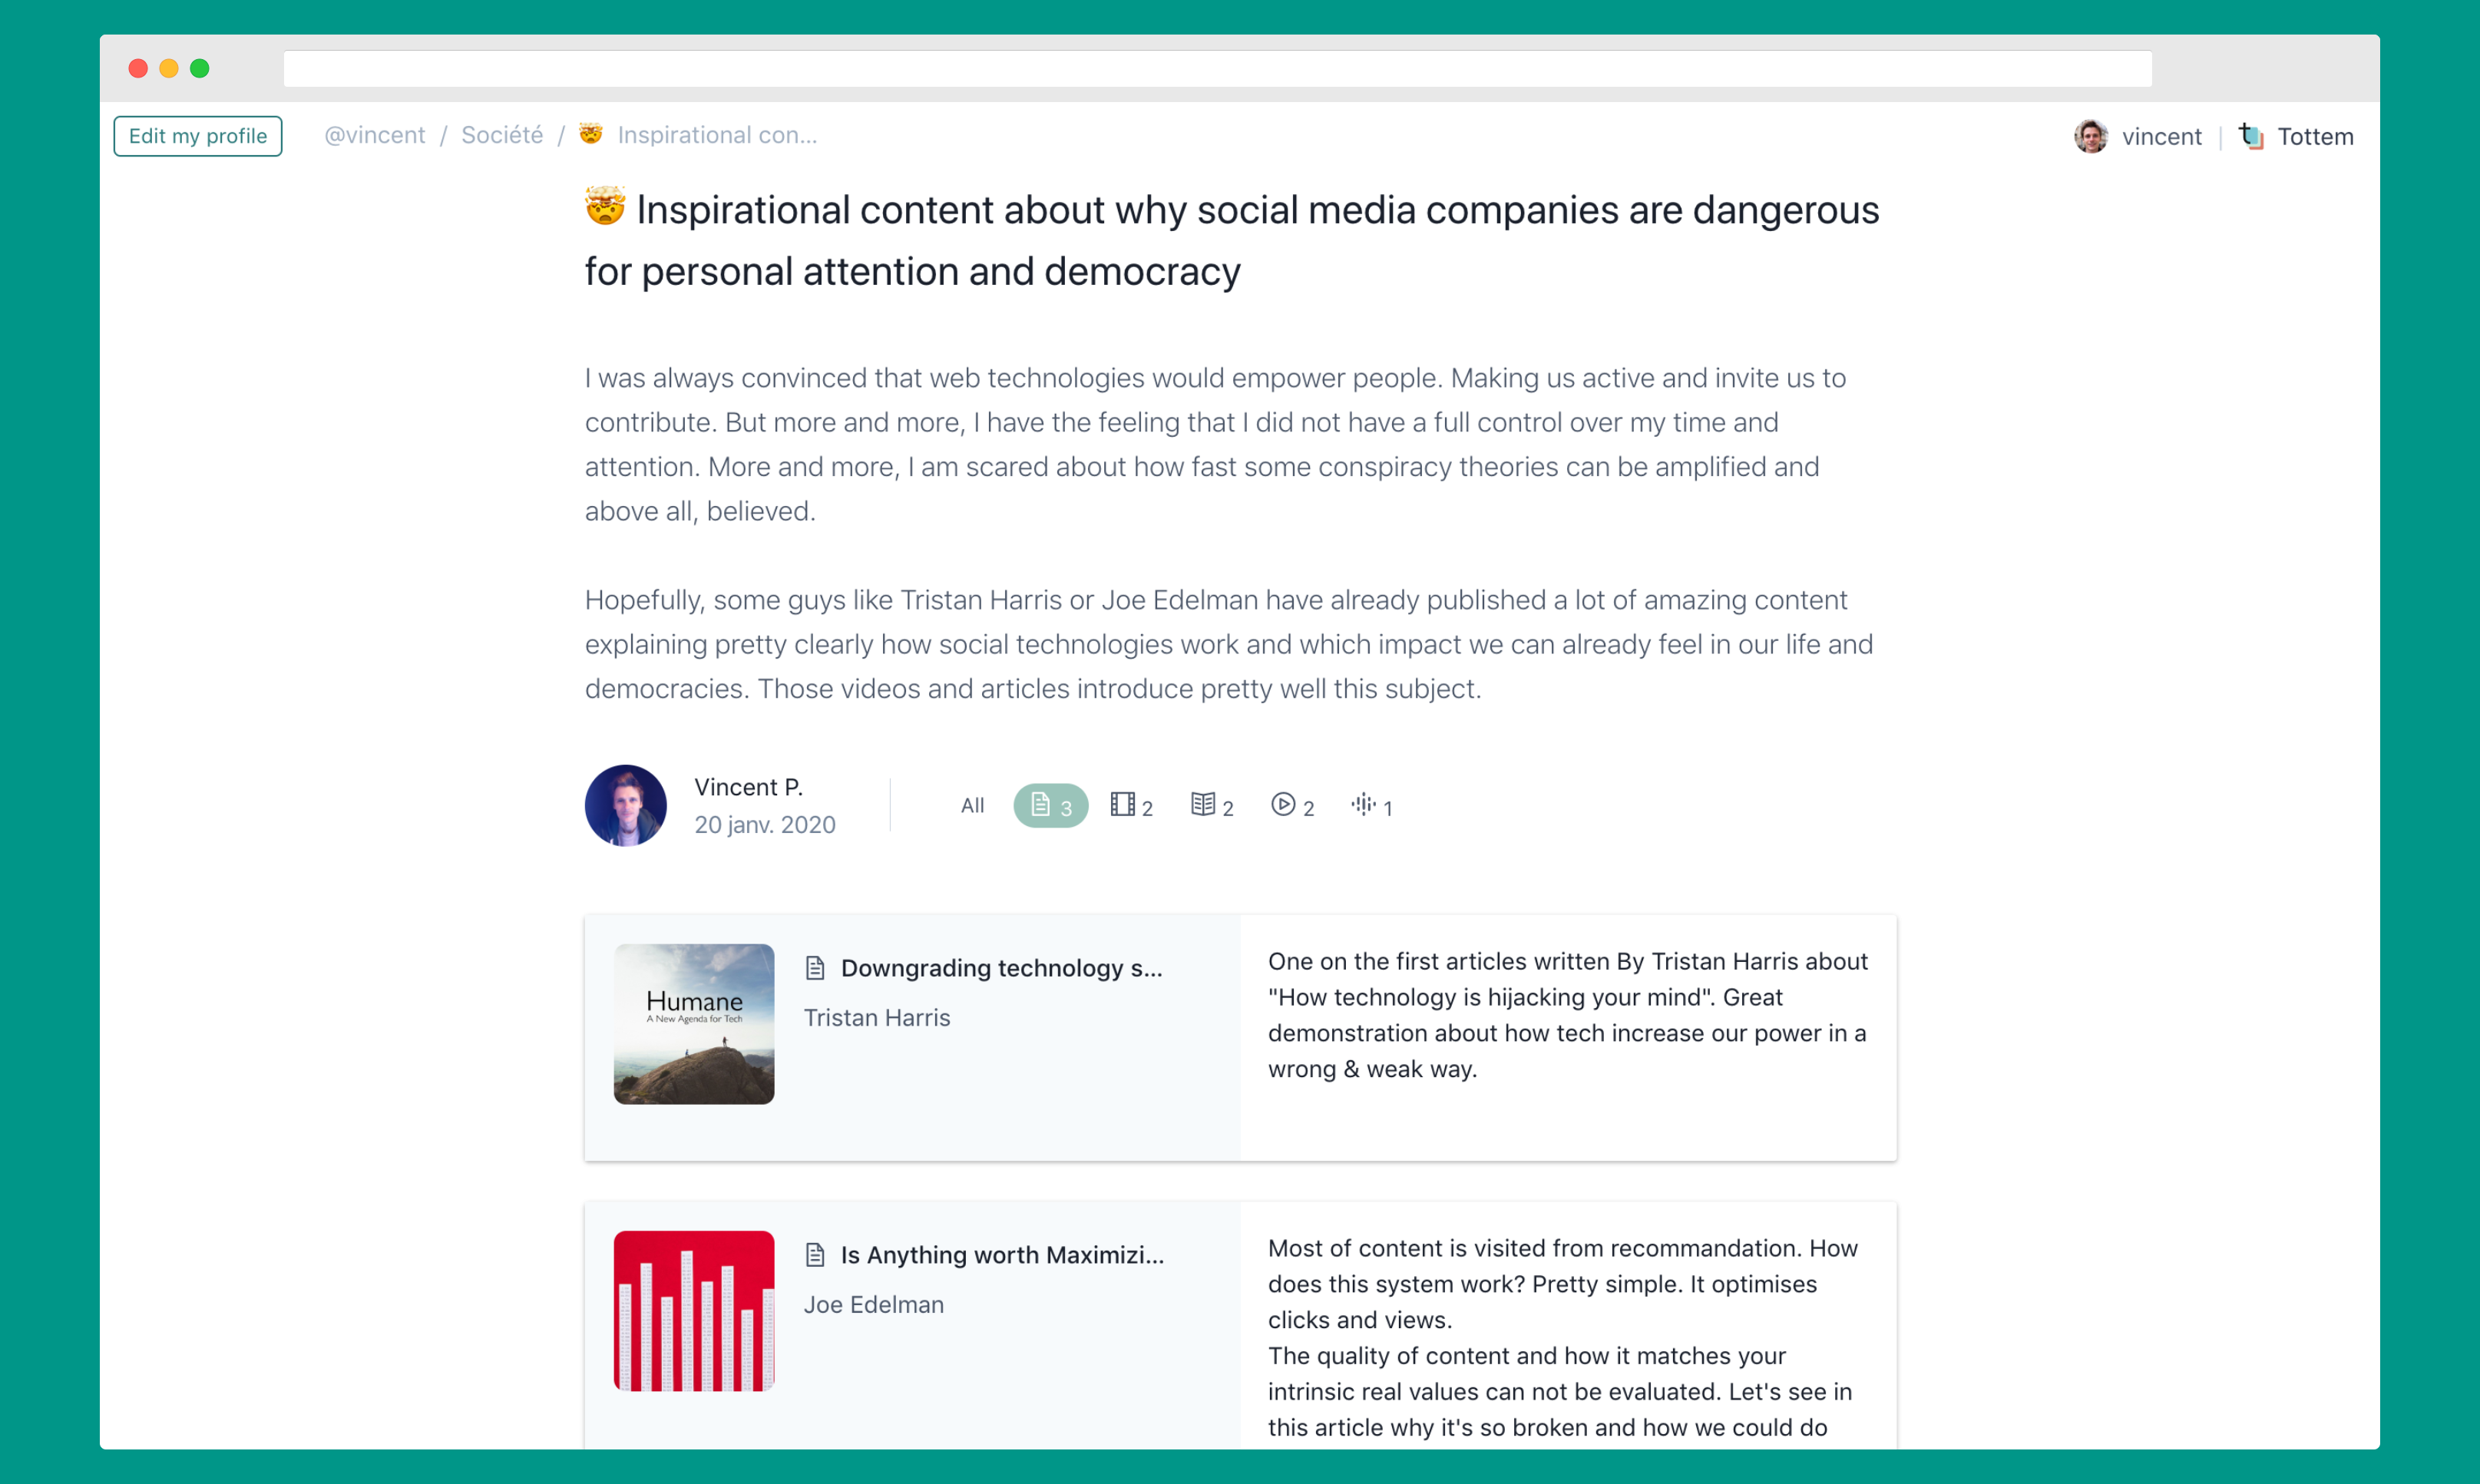 Edit my profile
@vincent / Société / 🤯 Inspirational con...
vincent | Tottem
🤯 Inspirational content about why social media companies are dangerous
for personal attention and democracy
I was always convinced that web technologies would empower people. Making us active and invite us to
contribute. But more and more, I have the feeling that I did not have a full control over my time and
attention. More and more, I am scared about how fast some conspiracy theories can be amplified and
above all, believed.
Hopefully, some guys like Tristan Harris or Joe Edelman have already published a lot of amazing content
explaining pretty clearly how social technologies work and which impact we can already feel in our life and
democracies. Those videos and articles introduce pretty well this subject.
Vincent P.
20 janv. 2020
All 3 2 2 2 1
Humane
A New Agenda for Tech
Downgrading technology s...
Tristan Harris
One on the first articles written By Tristan Harris about
"How technology is hijacking your mind". Great
demonstration about how tech increase our power in a
wrong & weak way.
Is Anything worth Maximizi...
Joe Edelman
Most of content is visited from recommandation. How
does this system work? Pretty simple. It optimises
clicks and views.
The quality of content and how it matches your
intrinsic real values can not be evaluated. Let's see in
this article why it's so broken and how we could do